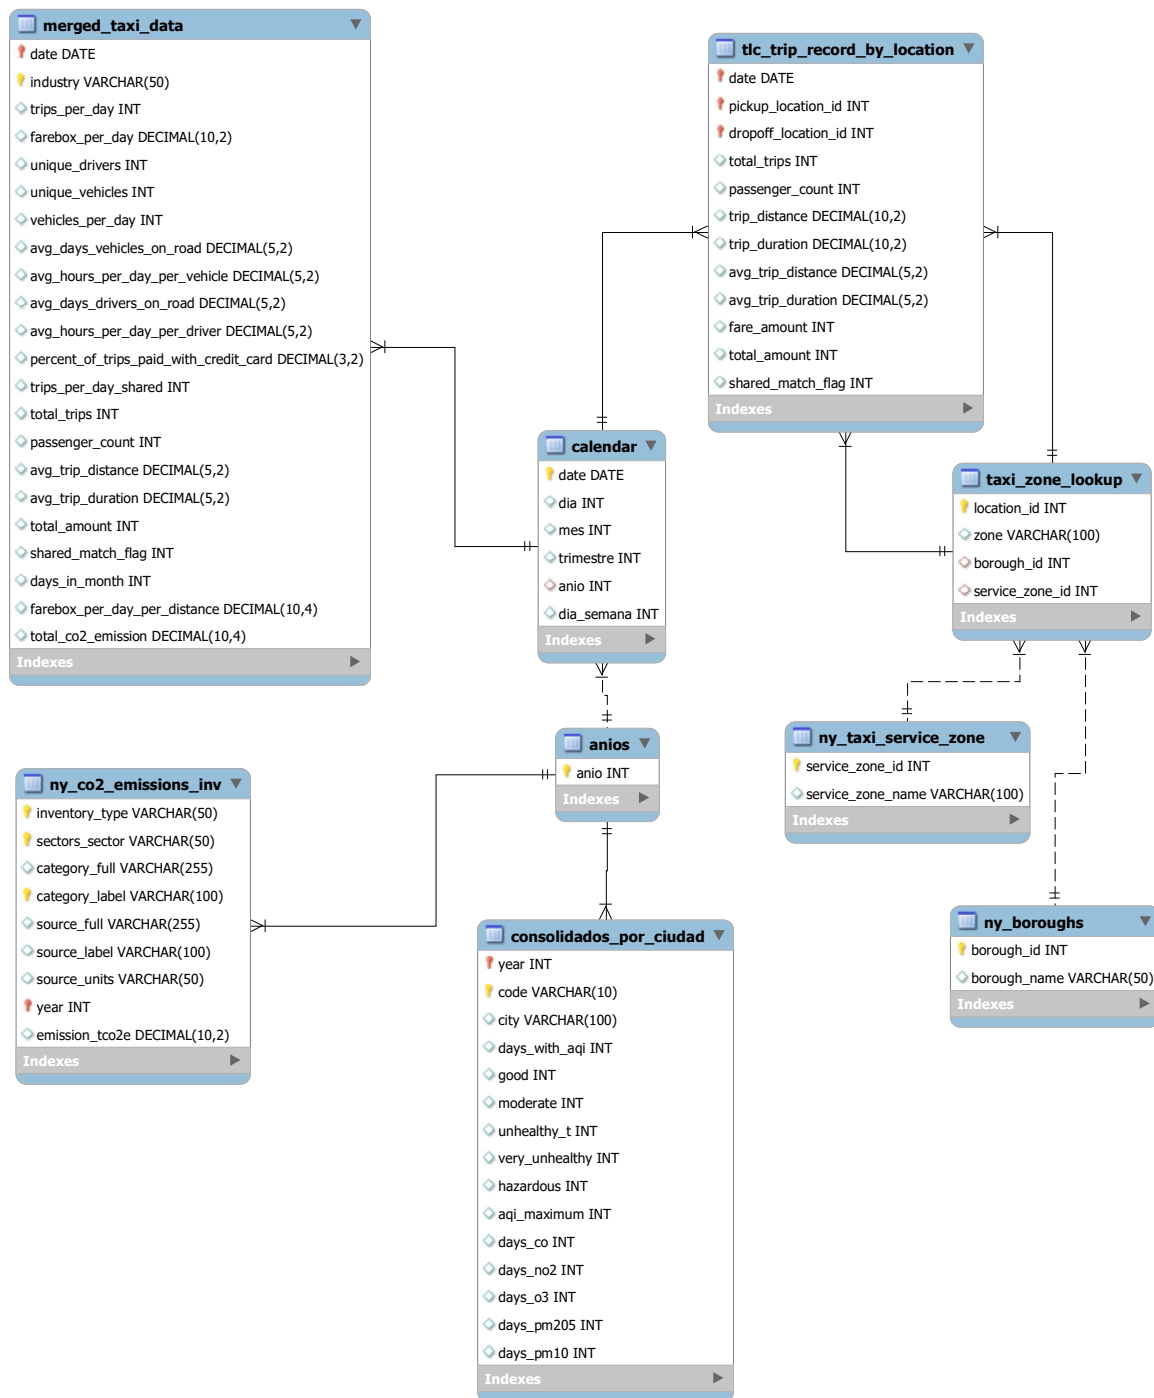 merged_taxi_data
date DATE
industry VARCHAR(50)
trips_per_day INT
farebox_per_day DECIMAL(10,2)
unique_drivers INT
unique_vehicles INT
vehicles_per_day INT
avg_days_vehicles_on_road DECIMAL(5,2)
avg_hours_per_day_per_vehicle DECIMAL(5,2)
avg_days_drivers_on_road DECIMAL(5,2)
avg_hours_per_day_per_driver DECIMAL(5,2)
percent_of_trips_paid_with_credit_card DECIMAL(3,2)
trips_per_day_shared INT
total_trips INT
passenger_count INT
avg_trip_distance DECIMAL(5,2)
avg_trip_duration DECIMAL(5,2)
total_amount INT
shared_match_flag INT
days_in_month INT
farebox_per_day_per_distance DECIMAL(10,4)
total_co2_emission DECIMAL(10,4)
Indexes
tlc_trip_record_by_location
date DATE
pickup_location_id INT
dropoff_location_id INT
total_trips INT
passenger_count INT
trip_distance DECIMAL(10,2)
trip_duration DECIMAL(10,2)
avg_trip_distance DECIMAL(5,2)
avg_trip_duration DECIMAL(5,2)
fare_amount INT
total_amount INT
shared_match_flag INT
Indexes
calendar
date DATE
dia INT
mes INT
trimestre INT
anio INT
dia_semana INT
Indexes
taxi_zone_lookup
location_id INT
zone VARCHAR(100)
borough_id INT
service_zone_id INT
Indexes
anios
anio INT
Indexes
ny_taxi_service_zone
service_zone_id INT
service_zone_name VARCHAR(100)
Indexes
ny_co2_emissions_inv
inventory_type VARCHAR(50)
sectors_sector VARCHAR(50)
category_full VARCHAR(255)
category_label VARCHAR(100)
source_full VARCHAR(255)
source_label VARCHAR(100)
source_units VARCHAR(50)
year INT
emission_tco2e DECIMAL(10,2)
Indexes
consolidados_por_ciudad
year INT
code VARCHAR(10)
city VARCHAR(100)
days_with_aqi INT
good INT
moderate INT
unhealthy_t INT
very_unhealthy INT
hazardous INT
aqi_maximum INT
days_co INT
days_no2 INT
days_o3 INT
days_pm205 INT
days_pm10 INT
Indexes
ny_boroughs
borough_id INT
borough_name VARCHAR(50)
Indexes